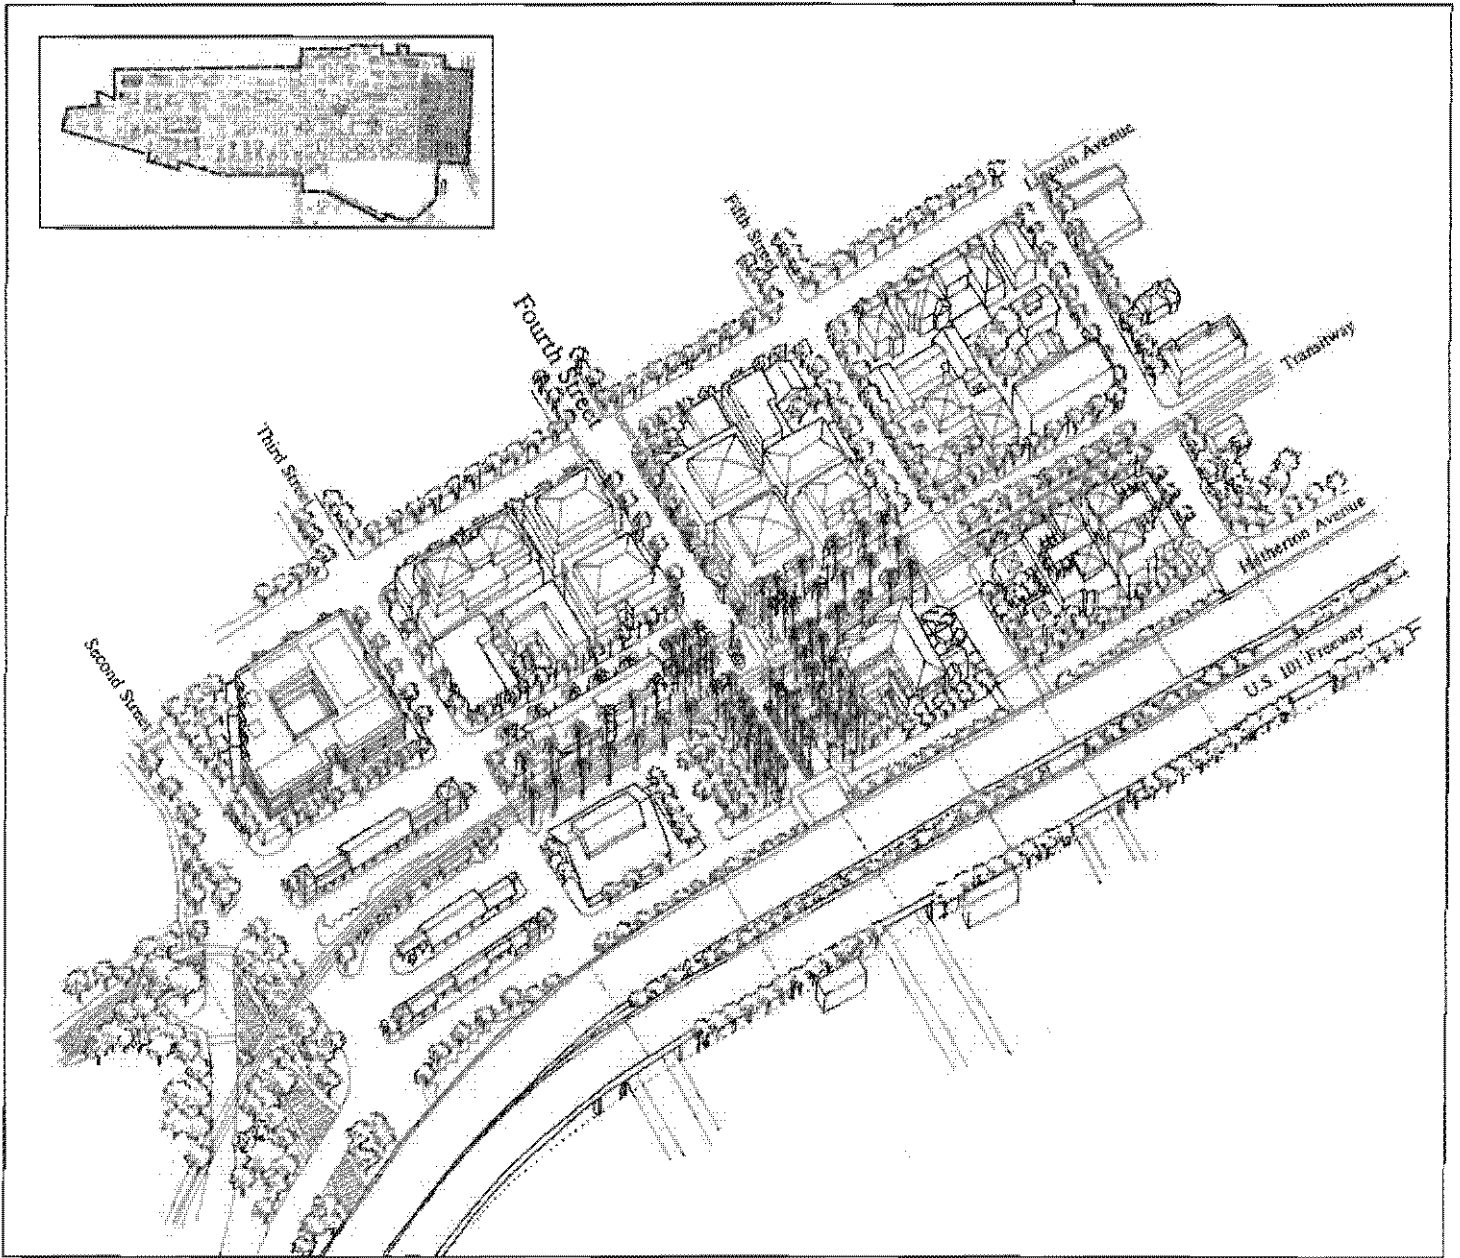 Lincoln Avenue
Fifth Street
Fourth Street
Transitway
Third Street
Hetherton Avenue
Second Street
U.S. 101 Freeway